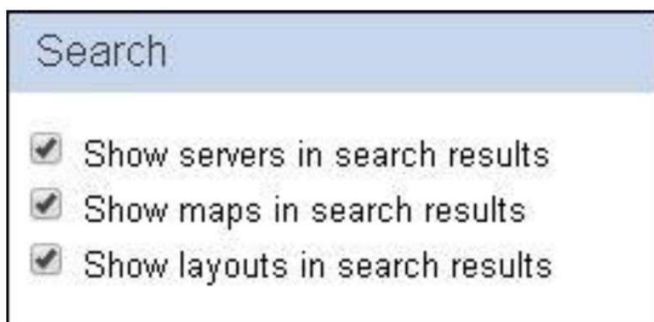 Search
Show servers in search results
Show maps in search results
Show layouts in search results